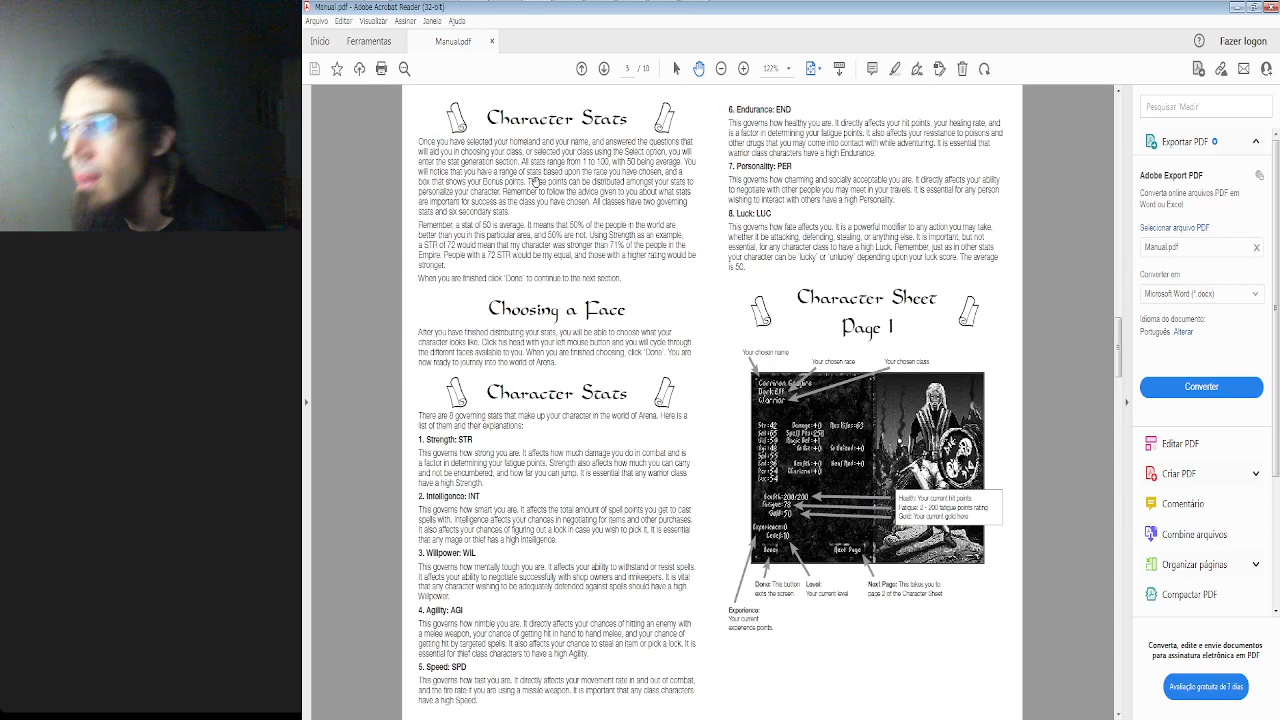 Manual.pdf - Adobe Acrobat Reader (32-bit)
Arquivo Editar Visualizar Assinar Janela Ajuda
Início Ferramentas Manual.pdf × Fazer logon
5 / 10 122%
Character Stats
Once you have selected your homeland and your name, and answered the questions that
will aid you in choosing your class, or selected your class using the Select option, you will
enter the stat generation section. All stats range from 1 to 100, with 50 being average. You
will notice that you have a range of stats based upon the race you have chosen, and a
box that shows your Bonus points. These points can be distributed amongst your stats to
personalize your character. Remember to follow the advice given to you about what stats
are important for success as the class you have chosen. All classes have two governing
stats and six secondary stats.
Remember, a stat of 50 is average. It means that 50% of the people in the world are
better than you in this particular area, and 50% are not. Using Strength as an example,
a STR of 72 would mean that my character was stronger than 71% of the people in the
Empire. People with a 72 STR would be my equal, and those with a higher rating would be
stronger.
When you are finished click 'Done' to continue to the next section.
Choosing a Face
After you have finished distributing your stats, you will be able to choose what your
character looks like. Click his head with your left mouse button and you will cycle through
the different faces available to you. When you are finished choosing, click 'Done'. You are
now ready to journey into the world of Arena.
Character Stats
There are 8 governing stats that make up your character in the world of Arena. Here is a
list of them and their explanations:
1. Strength: STR
This governs how strong you are. It affects how much damage you do in combat and is
a factor in determining your fatigue points. Strength also affects how much you can carry
and not be encumbered, and how far you can jump. It is essential that any warrior class
have a high Strength.
2. Intelligence: INT
This governs how smart you are. It affects the total amount of spell points you get to cast
spells with. Intelligence affects your chances in negotiating for items and other purchases.
It also affects your chances of figuring out a lock in case you wish to pick it. It is essential
that any mage or thief has a high Intelligence.
3. Willpower: WIL
This governs how mentally tough you are. It affects your ability to withstand or resist spells.
It affects your ability to negotiate successfully with shop owners and innkeepers. It is vital
that any character wishing to be adequately defended against spells should have a high
Willpower.
4. Agility: AGI
This governs how nimble you are. It directly affects your chances of hitting an enemy with
a melee weapon, your chance of getting hit in hand to hand melee, and your chance of
getting hit by targeted spells. It also affects your chance to steal an item or pick a lock. It is
essential for thief class characters to have a high Agility.
5. Speed: SPD
This governs how fast you are. It directly affects your movement rate in and out of combat,
and the fire rate if you are using a missile weapon. It is important that any class characters
have a high Speed.
6. Endurance: END
This governs how healthy you are. It directly affects your hit points, your healing rate, and
is a factor in determining your fatigue points. It also affects your resistance to poisons and
other drugs that you may come into contact with while adventuring. It is essential that
warrior class characters have a high Endurance.
7. Personality: PER
This governs how charming and socially acceptable you are. It directly affects your ability
to negotiate with other people you may meet in your travels. It is essential for any person
wishing to interact with others have a high Personality.
8. Luck: LUC
This governs how fate affects you. It is a powerful modifier to any action you may take,
whether it be attacking, defending, stealing, or anything else. It is important, but not
essential, for any character class to have a high Luck. Remember, just as in other stats
your character can be 'lucky' or 'unlucky' depending upon your luck score. The average
is 50.
Character Sheet
Page 1
Your chosen name
Your chosen race
Your chosen class
Dark Elf
Warrior
Health: Your current hit points
Fatigue: 2 - 200 fatigue points rating
Gold: Your current gold here
Health=200/200
Fatigue=78
Done
Next Page
Done: This button
exits the screen
Level:
Your current level
Next Page: This takes you to
page 2 of the Character Sheet
Experience:
Your current
experience points.
Pesquisar 'Medir'
Exportar PDF
Adobe Export PDF
Converta online arquivos PDF em
Word ou Excel
Selecionar arquivo PDF
Manual.pdf X
Converter em
Microsoft Word (*.docx)
Idioma do documento:
Português Alterar
Converter
Editar PDF
Criar PDF
Comentário
Combine arquivos
Organizar páginas
Compactar PDF
Converta, edite e envie documentos
para assinatura eletrônica em PDF
Avaliação gratuita de 7 dias